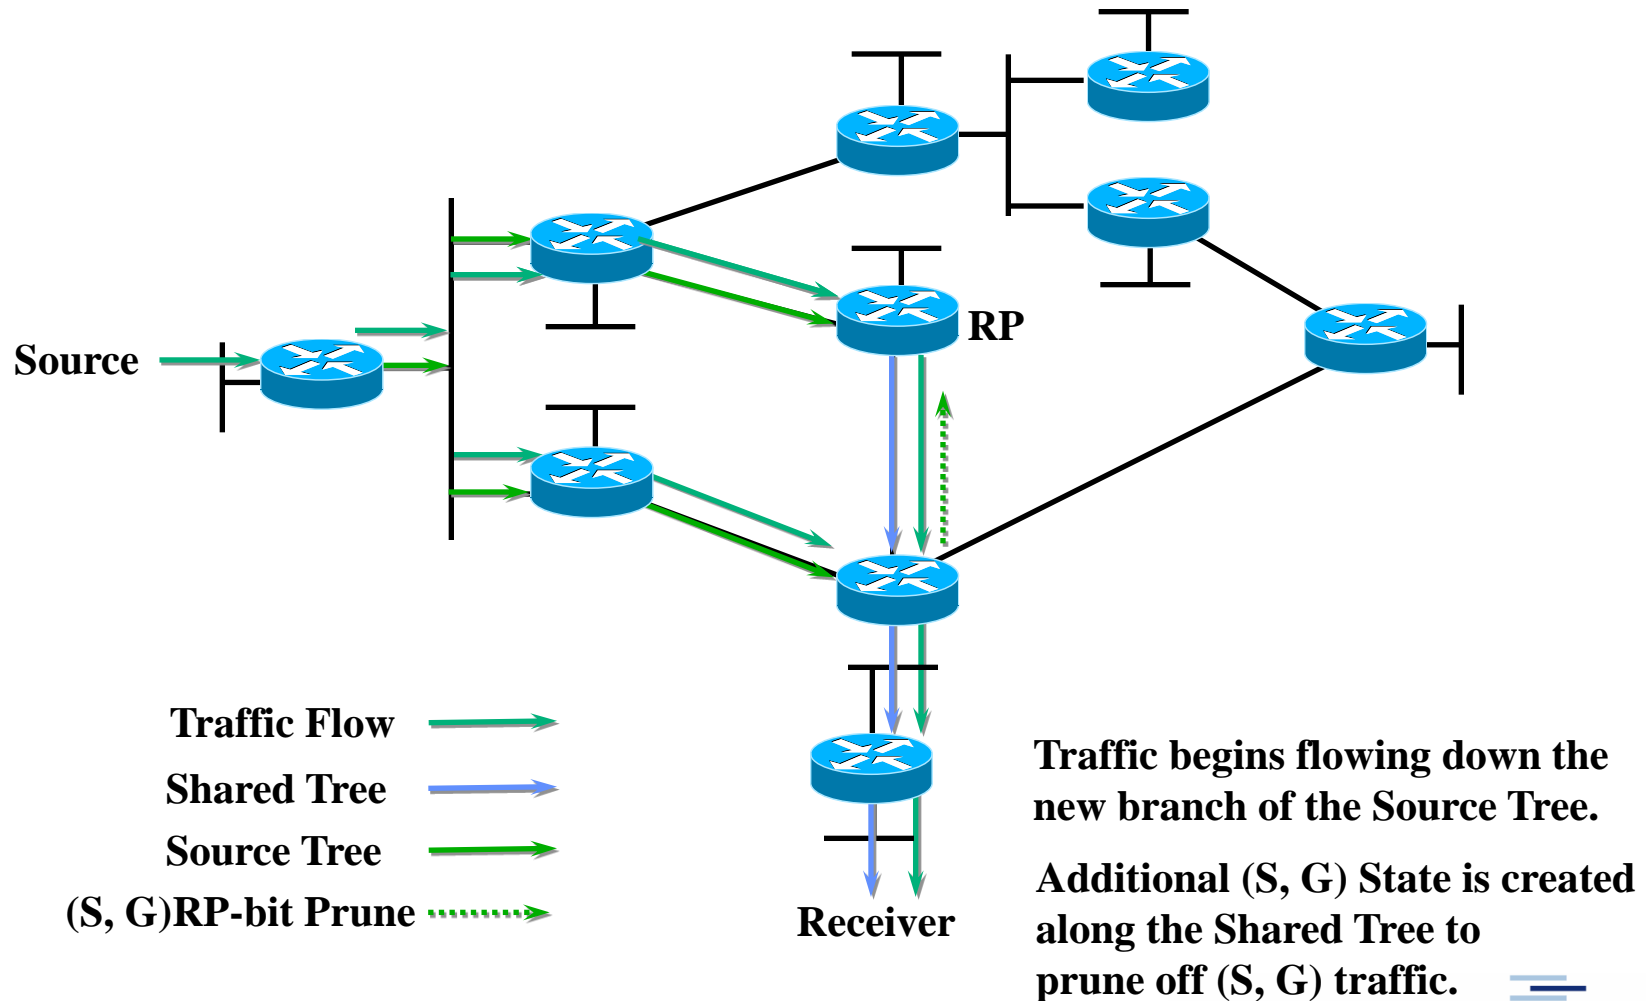 RP
Source
Traffic Flow
Shared Tree
Source Tree
(S, G)RP-bit Prune
Receiver
Traffic begins flowing down the
new branch of the Source Tree.
Additional (S, G) State is created
along the Shared Tree to
prune off (S, G) traffic.